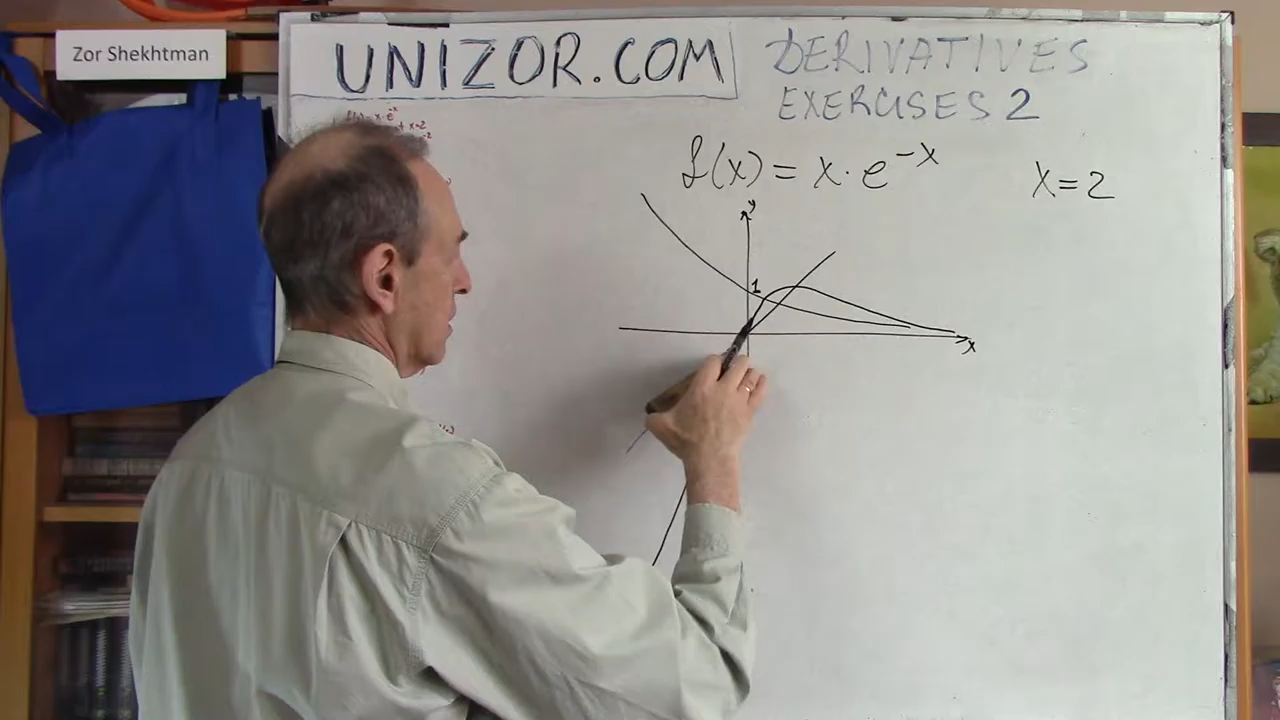 Zor Shekhtman
UNIZOR.COM
DERIVATIVES
EXERCISES 2
f(x) = x · e^-x
x=2
y
1
x